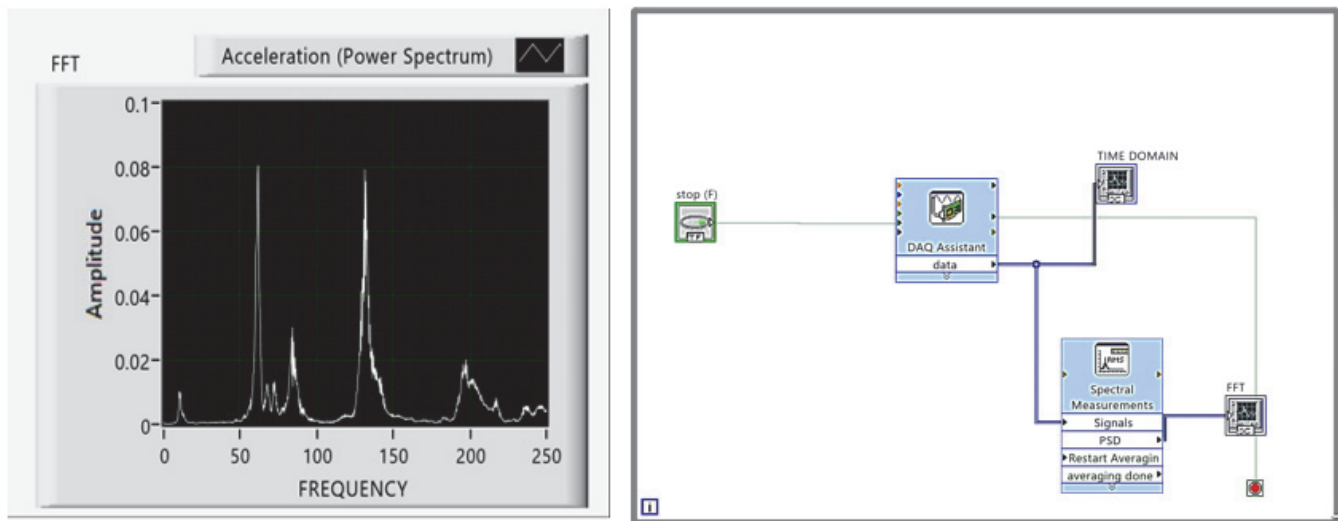 FFT
Acceleration (Power Spectrum)
0.1
0.08
0.06
0.04
0.02
0
Amplitude
0 50 100 150 200 250
FREQUENCY
stop (F)
TF
DAQ Assistant
data
TIME DOMAIN
Spectral
Measurements
Signals
PSD
Restart Averagin
averaging done
FFT
i